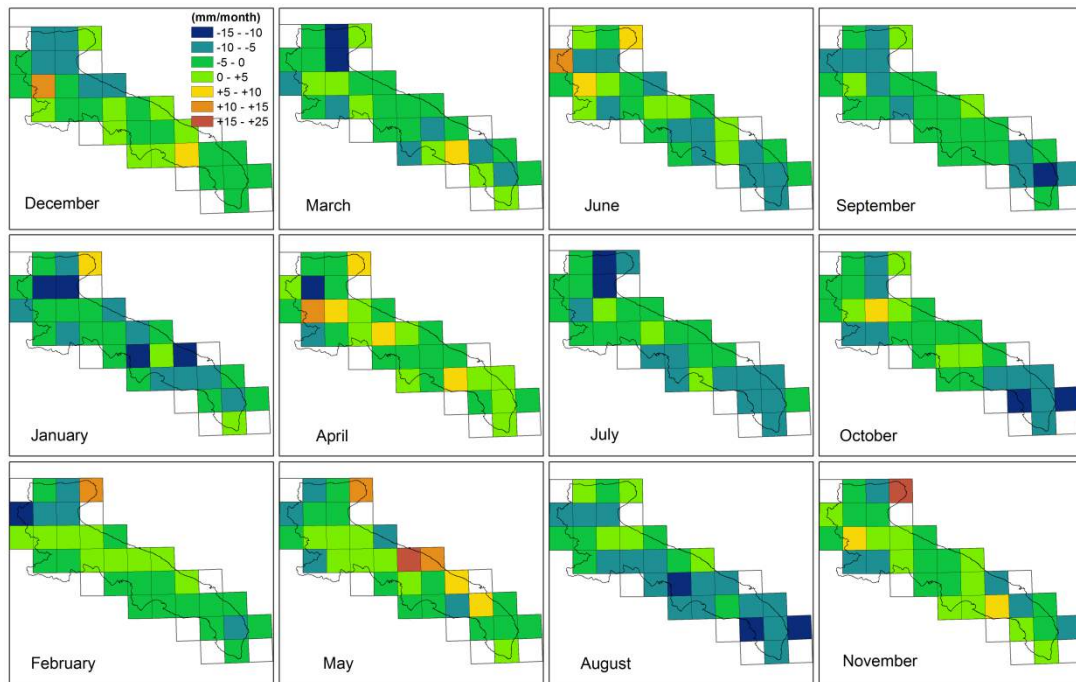 (mm/month)
-15 - -10
-10 - -5
-5 - 0
0 - +5
+5 - +10
+10 - +15
+15 - +25
December
March
June
September
January
April
July
October
February
May
August
November